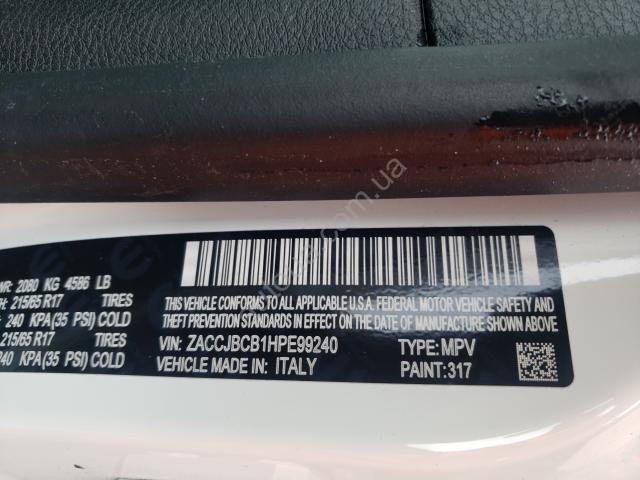 WR: 2080 KG 4586 LB
H: 215/65 R17 TIRES
240 KPA(35 PSI) COLD
215/65 R17 TIRES
240 KPA(35 PSI) COLD
THIS VEHICLE CONFORMS TO ALL APPLICABLE U.S.A. FEDERAL MOTOR VEHICLE SAFETY AND
THEFT PREVENTION STANDARDS IN EFFECT ON THE DATE OF MANUFACTURE SHOWN ABOVE.
VIN: ZACCJBCB1HPE99240 TYPE: MPV
VEHICLE MADE IN: ITALY PAINT: 317